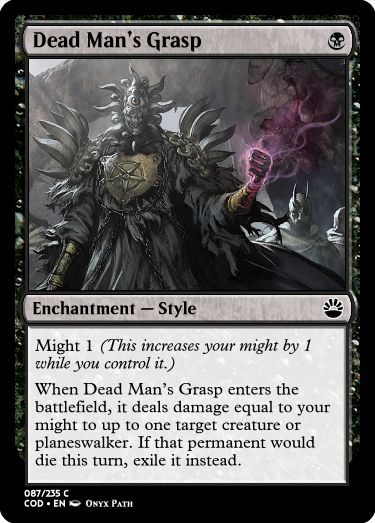 Dead Man's Grasp
Enchantment — Style
Might 1 (This increases your might by 1
while you control it.)
When Dead Man's Grasp enters the
battlefield, it deals damage equal to your
might to up to one target creature or
planeswalker. If that permanent would
die this turn, exile it instead.
087/235 C
COD • EN Onyx Path